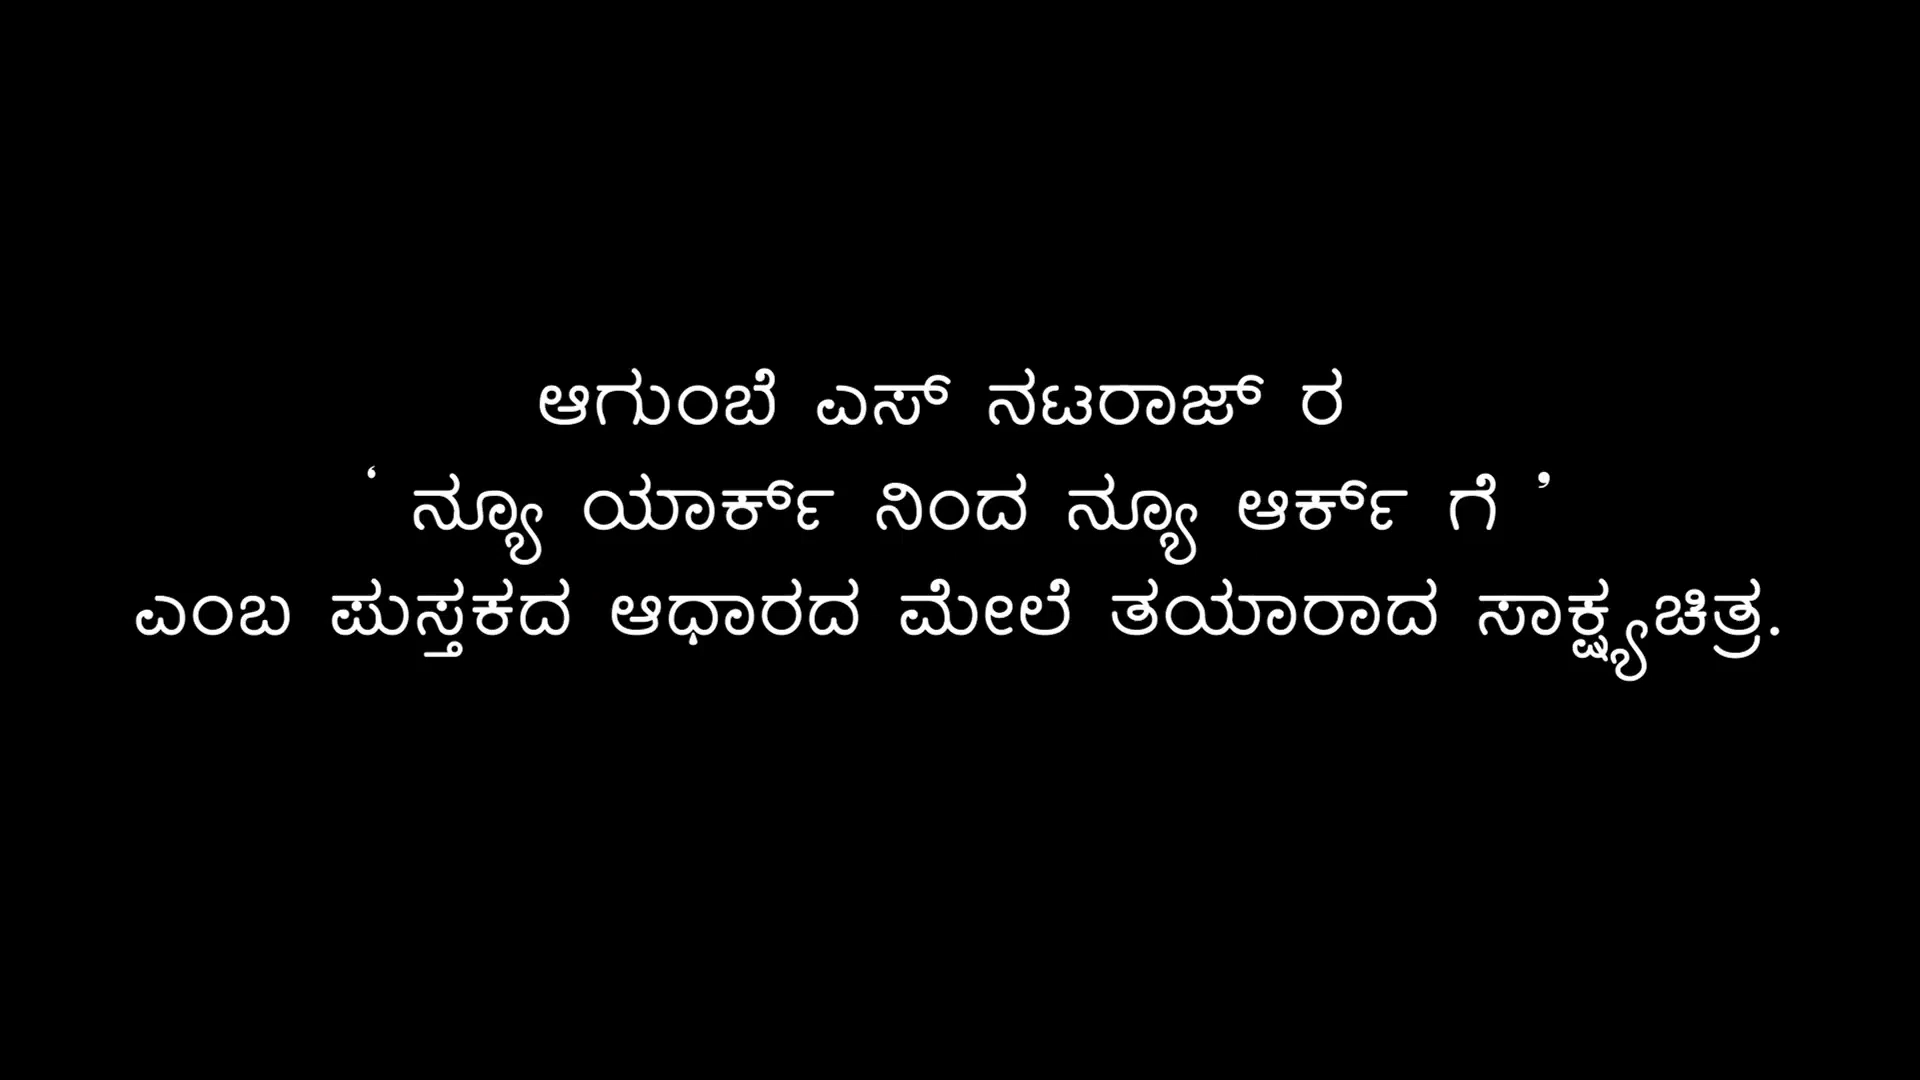 ಆಗುಂಬೆ ಎಸ್ ನಟರಾಜ್ ರ
‘ ನ್ಯೂ ಯಾರ್ಕ್ ನಿಂದ ನ್ಯೂ ಆರ್ಕ್ ಗೆ ’
ಎಂಬ ಪುಸ್ತಕದ ಆಧಾರದ ಮೇಲೆ ತಯಾರಾದ ಸಾಕ್ಷ್ಯಚಿತ್ರ.